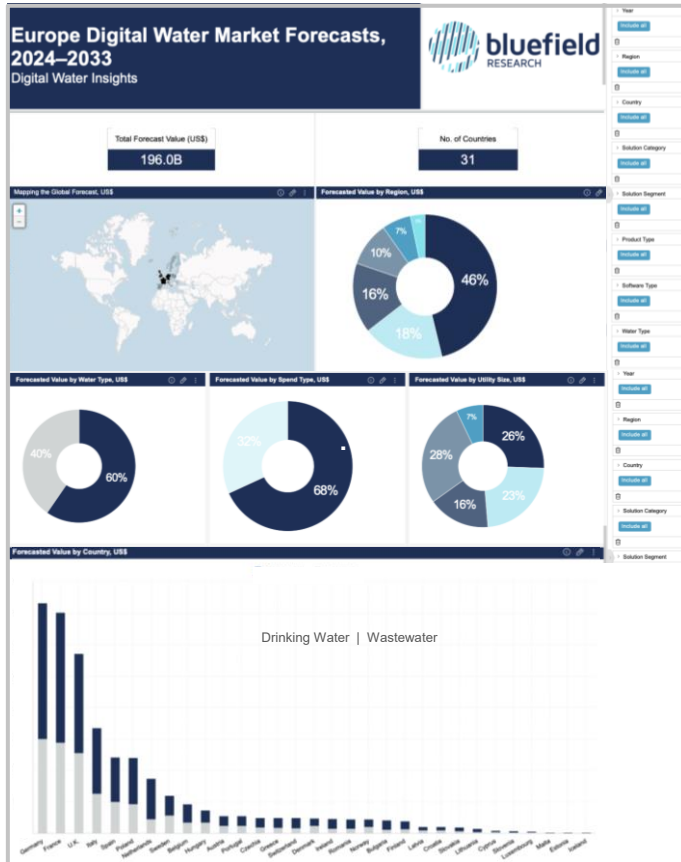 Europe Digital Water Market Forecasts,
2024–2033
Digital Water Insights
bluefield
RESEARCH
Total Forecast Value (US$)
196.0B
No. of Countries
31
Mapping the Global Forecast, US$
+
−
Forecasted Value by Region, US$
46%
18%
16%
10%
7%
Forecasted Value by Water Type, US$
40%
60%
Forecasted Value by Spend Type, US$
32%
68%
Forecasted Value by Utility Size, US$
7%
26%
28%
23%
16%
Forecasted Value by Country, US$
Drinking Water | Wastewater
Germany
France
U.K.
Italy
Spain
Poland
Netherlands
Sweden
Belgium
Hungary
Austria
Portugal
Czechia
Greece
Switzerland
Denmark
Ireland
Romania
Norway
Bulgaria
Finland
Latvia
Croatia
Slovakia
Lithuania
Cyprus
Slovenia
Luxembourg
Malta
Estonia
Iceland
Year
Include all
Region
Include all
Country
Include all
Solution Category
Include all
Solution Segment
Include all
Product Type
Include all
Software Type
Include all
Water Type
Include all
Year
Include all
Region
Include all
Country
Include all
Solution Category
Include all
Solution Segment